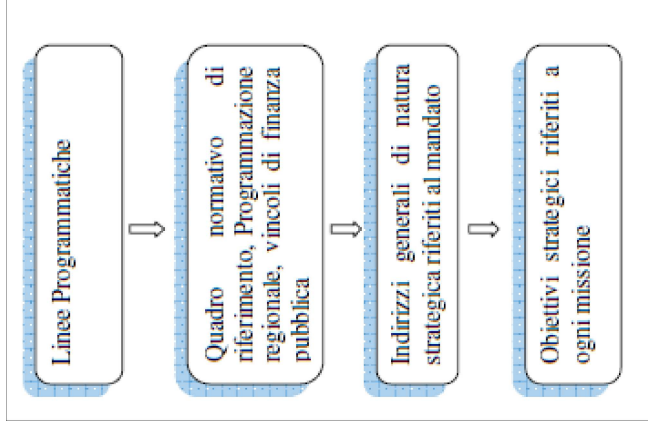 Linee Programmatiche
Quadro normativo di
riferimento, Programmazione
regionale, vincoli di finanza
pubblica
Indirizzi generali di natura
strategica riferiti al mandato
Obiettivi strategici riferiti a
ogni missione